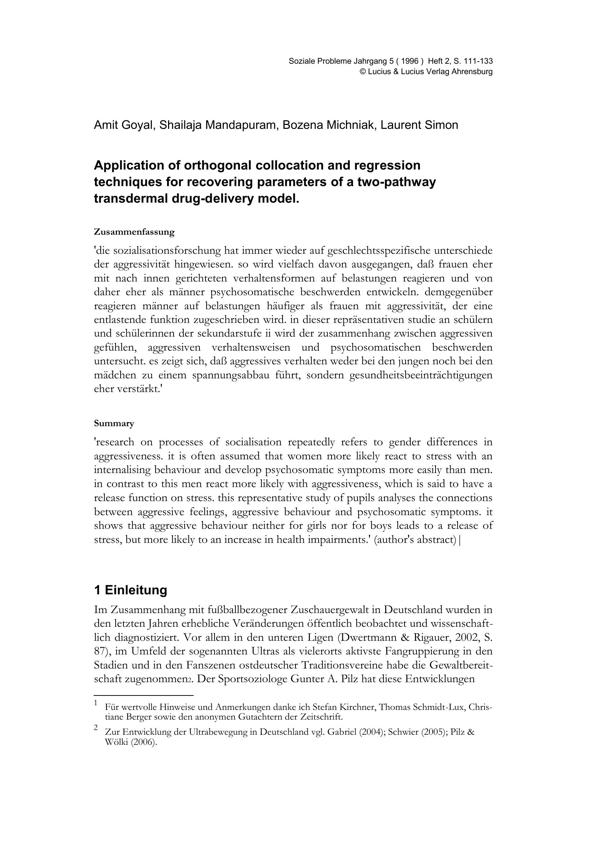 Soziale Probleme Jahrgang 5 ( 1996 ) Heft 2, S. 111-133
© Lucius & Lucius Verlag Ahrensburg
Amit Goyal, Shailaja Mandapuram, Bozena Michniak, Laurent Simon
Application of orthogonal collocation and regression
techniques for recovering parameters of a two-pathway
transdermal drug-delivery model.
Zusammenfassung
'die sozialisationsforschung hat immer wieder auf geschlechtsspezifische unterschiede
der aggressivität hingewiesen. so wird vielfach davon ausgegangen, daß frauen eher
mit nach innen gerichteten verhaltensformen auf belastungen reagieren und von
daher eher als männer psychosomatische beschwerden entwickeln. demgegenüber
reagieren männer auf belastungen häufiger als frauen mit aggressivität, der eine
entlastende funktion zugeschrieben wird. in dieser repräsentativen studie an schülern
und schülerinnen der sekundarstufe ii wird der zusammenhang zwischen aggressiven
gefühlen, aggressiven verhaltensweisen und psychosomatischen beschwerden
untersucht. es zeigt sich, daß aggressives verhalten weder bei den jungen noch bei den
mädchen zu einem spannungsabbau führt, sondern gesundheitsbeeinträchtigungen
eher verstärkt.'
Summary
'research on processes of socialisation repeatedly refers to gender differences in
aggressiveness. it is often assumed that women more likely react to stress with an
internalising behaviour and develop psychosomatic symptoms more easily than men.
in contrast to this men react more likely with aggressiveness, which is said to have a
release function on stress. this representative study of pupils analyses the connections
between aggressive feelings, aggressive behaviour and psychosomatic symptoms. it
shows that aggressive behaviour neither for girls nor for boys leads to a release of
stress, but more likely to an increase in health impairments.' (author's abstract)|
1 Einleitung
Im Zusammenhang mit fußballbezogener Zuschauergewalt in Deutschland wurden in
den letzten Jahren erhebliche Veränderungen öffentlich beobachtet und wissenschaft-
lich diagnostiziert. Vor allem in den unteren Ligen (Dwertmann & Rigauer, 2002, S.
87), im Umfeld der sogenannten Ultras als vielerorts aktivste Fangruppierung in den
Stadien und in den Fanszenen ostdeutscher Traditionsvereine habe die Gewaltbereit-
schaft zugenommen2. Der Sportsoziologe Gunter A. Pilz hat diese Entwicklungen
1 Für wertvolle Hinweise und Anmerkungen danke ich Stefan Kirchner, Thomas Schmidt-Lux, Chris-
tiane Berger sowie den anonymen Gutachtern der Zeitschrift.
2 Zur Entwicklung der Ultrabewegung in Deutschland vgl. Gabriel (2004); Schwier (2005); Pilz &
Wölki (2006).